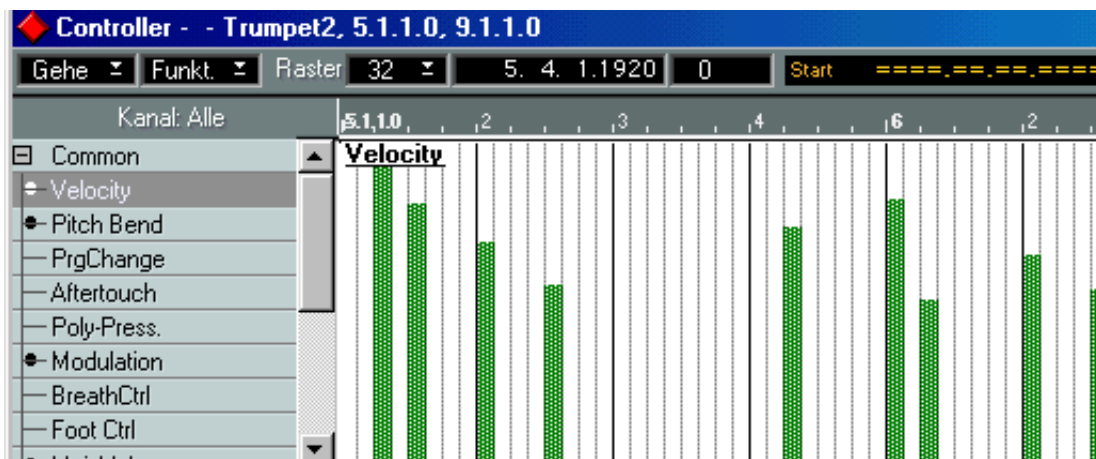 Controller - - Trumpet2, 5.1.1.0, 9.1.1.0
Gehe Funkt. Raster 32 5. 4. 1.1920 0 Start ====.==.==.====
Kanal: Alle 5.1,1.0 2 3 4 6 2
Common Velocity
Velocity
Pitch Bend
PrgChange
Aftertouch
Poly-Press.
Modulation
BreathCtrl
Foot Ctrl